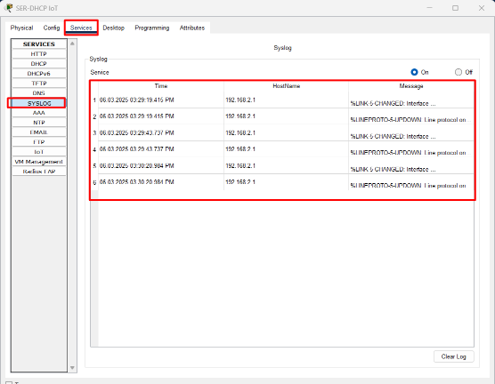 SER-DHCP IoT
Physical Config Services Desktop Programming Attributes
SERVICES
HTTP
DHCP
DHCPv6
TFTP
DNS
SYSLOG
AAA
NTP
EMAIL
FTP
IoT
VM Management
Radius EAP
Syslog
Syslog
Service On Off
Time HostName Message
1 06.03.2025 03:29:19.415 PM 192.168.2.1 %LINK-5-CHANGED: Interface ...
2 06.03.2025 03:29:19.415 PM 192.168.2.1 %LINEPROTO-5-UPDOWN: Line protocol on
3 06.03.2025 03:29:43.737 PM 192.168.2.1 %LINK-5-CHANGED: Interface ...
4 06.03.2025 03:29:43.737 PM 192.168.2.1 %LINEPROTO-5-UPDOWN: Line protocol on
5 06.03.2025 03:30:20.984 PM 192.168.2.1 %LINK-5-CHANGED: Interface ...
6 06.03.2025 03:30:20.984 PM 192.168.2.1 %LINEPROTO-5-UPDOWN: Line protocol on
Clear Log